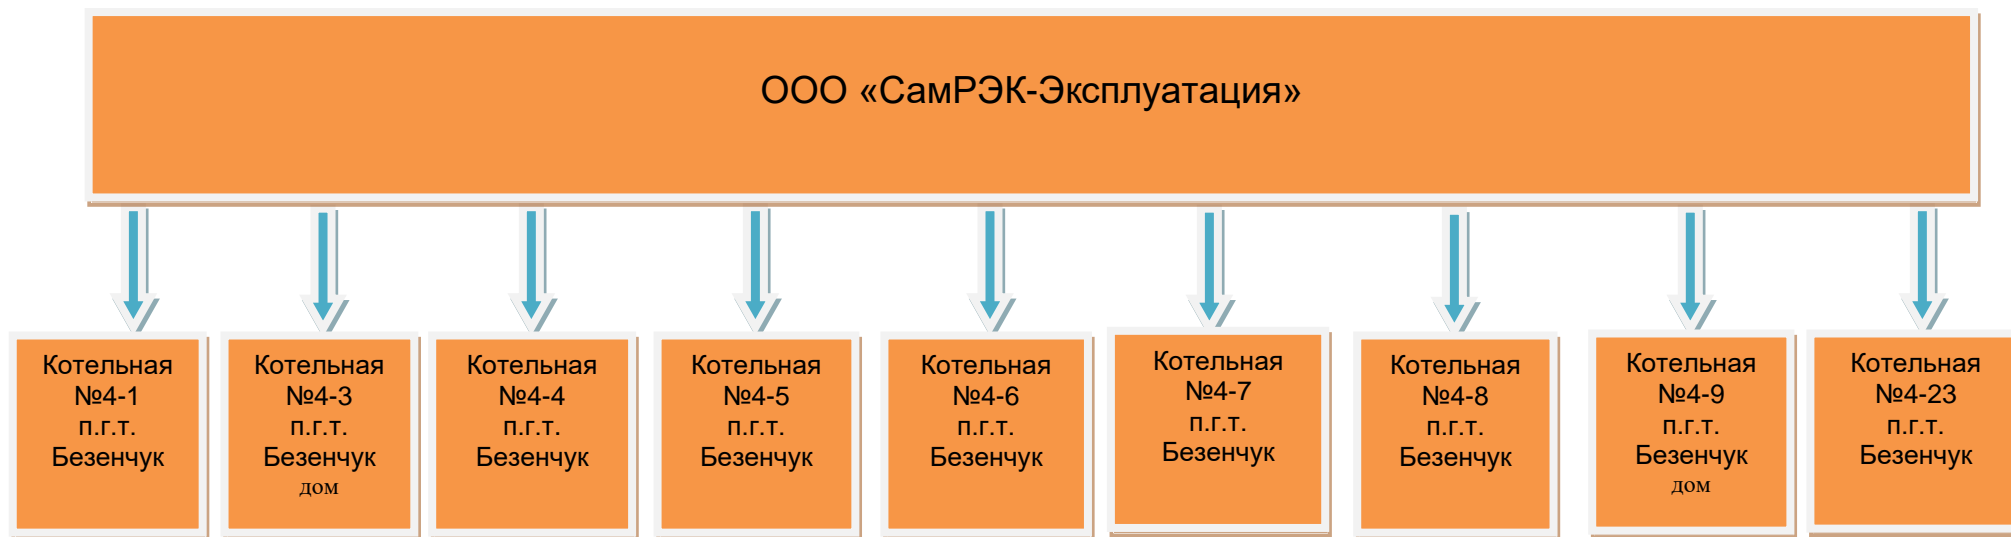 ООО «СамРЭК-Эксплуатация»
Котельная
№4-1
п.г.т.
Безенчук
Котельная
№4-3
п.г.т.
Безенчук
дом
Котельная
№4-4
п.г.т.
Безенчук
Котельная
№4-5
п.г.т.
Безенчук
Котельная
№4-6
п.г.т.
Безенчук
Котельная
№4-7
п.г.т.
Безенчук
Котельная
№4-8
п.г.т.
Безенчук
Котельная
№4-9
п.г.т.
Безенчук
дом
Котельная
№4-23
п.г.т.
Безенчук